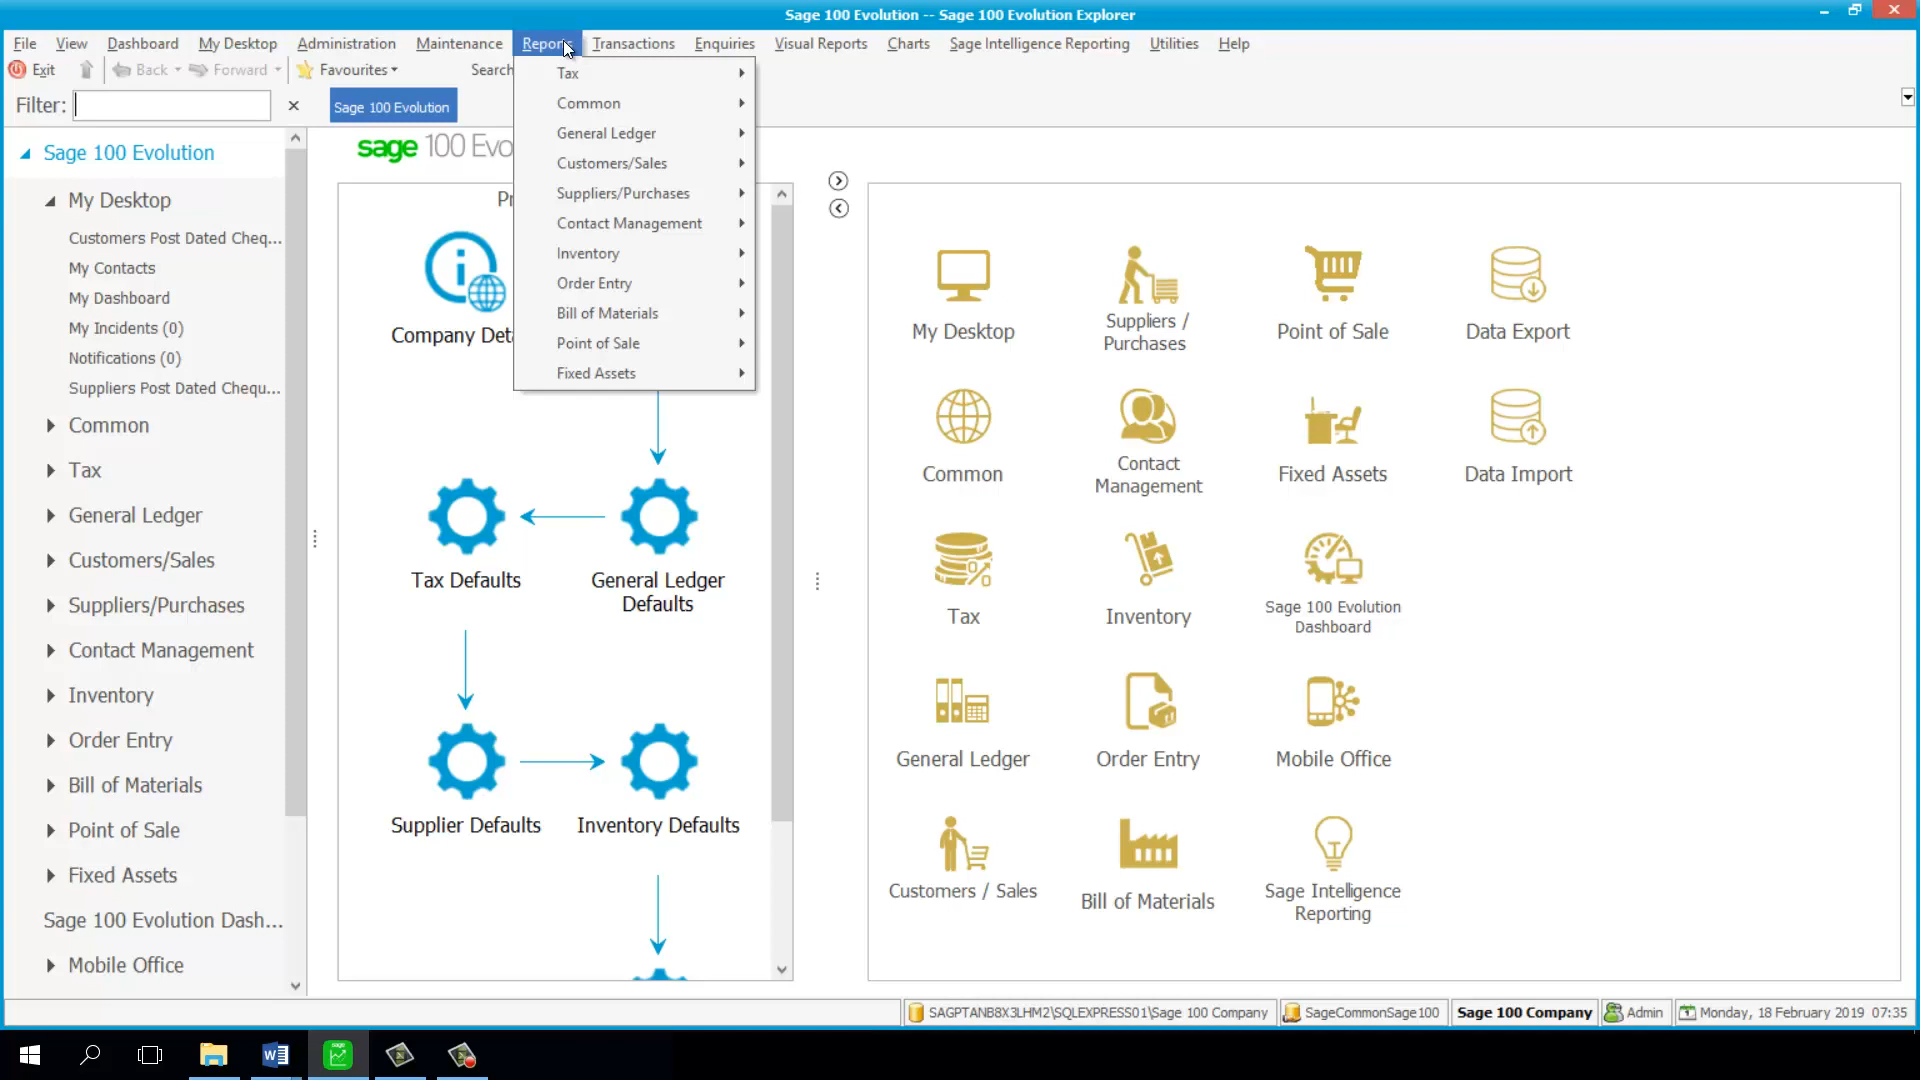 Sage 100 Evolution -- Sage 100 Evolution Explorer
File View Dashboard My Desktop Administration Maintenance Reports Transactions Enquiries Visual Reports Charts Sage Intelligence Reporting Utilities Help
Exit Back Forward Favourites Search
Filter: Sage 100 Evolution
Sage 100 Evolution
My Desktop
Customers Post Dated Cheq...
My Contacts
My Dashboard
My Incidents (0)
Notifications (0)
Suppliers Post Dated Chequ...
Common
Tax
General Ledger
Customers/Sales
Suppliers/Purchases
Contact Management
Inventory
Order Entry
Bill of Materials
Point of Sale
Fixed Assets
Sage 100 Evolution Dash...
Mobile Office
sage 100 Evo
Tax
Common
General Ledger
Customers/Sales
Suppliers/Purchases
Contact Management
Inventory
Order Entry
Bill of Materials
Point of Sale
Fixed Assets
Company Det
Tax Defaults
General Ledger
Defaults
Supplier Defaults
Inventory Defaults
My Desktop
Suppliers /
Purchases
Point of Sale
Data Export
Common
Contact
Management
Fixed Assets
Data Import
Tax
Inventory
Sage 100 Evolution
Dashboard
General Ledger
Order Entry
Mobile Office
Customers / Sales
Bill of Materials
Sage Intelligence
Reporting
SAGPTANB8X3LHM2\SQLEXPRESS01\Sage 100 Company SageCommonSage100 Sage 100 Company Admin Monday, 18 February 2019 07:35